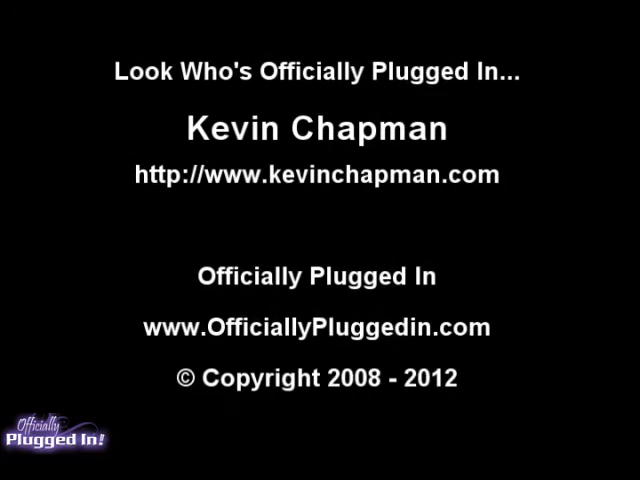 Look Who's Officially Plugged In...
Kevin Chapman
http://www.kevinchapman.com
Officially Plugged In
www.OfficiallyPluggedin.com
© Copyright 2008 - 2012
Officially
Plugged In!